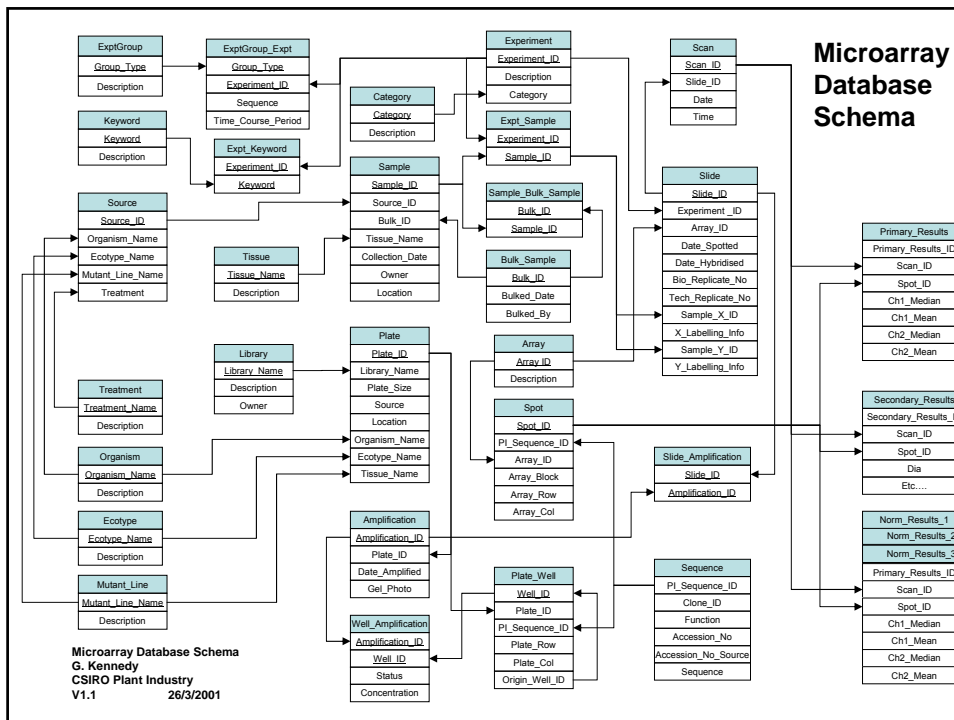 Microarray
Database
Schema
ExptGroup
Group_Type
Description
ExptGroup_Expt
Group_Type
Experiment_ID
Sequence
Time_Course_Period
Experiment
Experiment_ID
Description
Category
Scan
Scan_ID
Slide_ID
Date
Time
Category
Category
Description
Keyword
Keyword
Description
Expt_Keyword
Experiment_ID
Keyword
Expt_Sample
Experiment_ID
Sample_ID
Sample
Sample_ID
Source_ID
Bulk_ID
Tissue_Name
Collection_Date
Owner
Location
Sample_Bulk_Sample
Bulk_ID
Sample_ID
Slide
Slide_ID
Experiment _ID
Array_ID
Date_Spotted
Date_Hybridised
Bio_Replicate_No
Tech_Replicate_No
Sample_X_ID
X_Labelling_Info
Sample_Y_ID
Y_Labelling_Info
Source
Source_ID
Organism_Name
Ecotype_Name
Mutant_Line_Name
Treatment
Tissue
Tissue_Name
Description
Bulk_Sample
Bulk_ID
Bulked_Date
Bulked_By
Primary_Results
Primary_Results_ID
Scan_ID
Spot_ID
Ch1_Median
Ch1_Mean
Ch2_Median
Ch2_Mean
Library
Library_Name
Description
Owner
Plate
Plate_ID
Library_Name
Plate_Size
Source
Location
Organism_Name
Ecotype_Name
Tissue_Name
Array
Array ID
Description
Treatment
Treatment_Name
Description
Spot
Spot_ID
PI_Sequence_ID
Array_ID
Array_Block
Array_Row
Array_Col
Secondary_Results
Secondary_Results_
Scan_ID
Spot_ID
Dia
Etc....
Organism
Organism_Name
Description
Slide_Amplification
Slide_ID
Amplification_ID
Ecotype
Ecotype_Name
Description
Amplification
Amplification_ID
Plate_ID
Date_Amplified
Gel_Photo
Norm_Results_1
Norm_Results_2
Norm_Results_3
Primary_Results_ID
Scan_ID
Spot_ID
Ch1_Median
Ch1_Mean
Ch2_Median
Ch2_Mean
Mutant_Line
Mutant_Line_Name
Description
Well_Amplification
Amplification_ID
Well_ID
Status
Concentration
Plate_Well
Well_ID
Plate_ID
PI_Sequence_ID
Plate_Row
Plate_Col
Origin_Well_ID
Sequence
PI_Sequence_ID
Clone_ID
Function
Accession_No
Accession_No_Source
Sequence
Microarray Database Schema
G. Kennedy
CSIRO Plant Industry
V1.1 26/3/2001